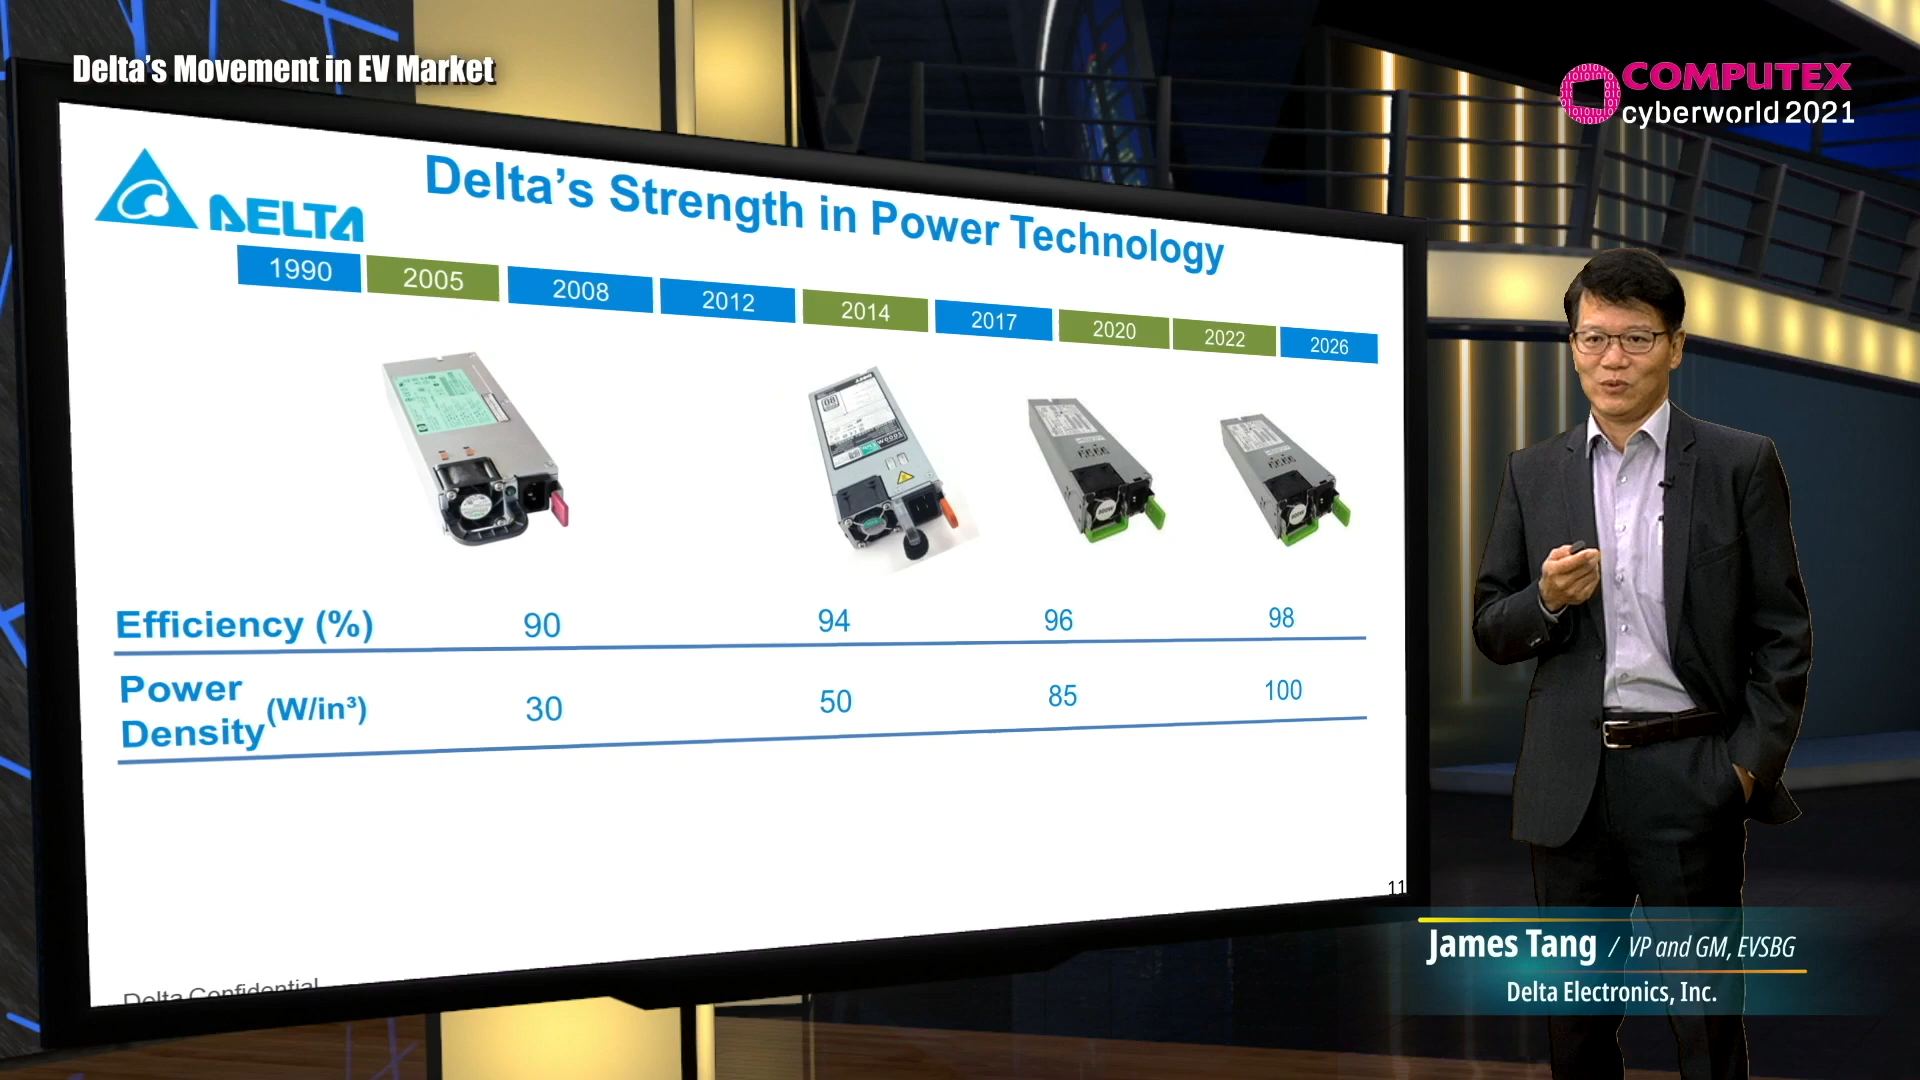 Delta's Movement in EV Market
COMPUTEX
cyberworld 2021
DELTA
Delta's Strength in Power Technology
1990 2005 2008 2012 2014 2017 2020 2022 2026
Efficiency (%) 90 94 96 98
Power Density (W/in³) 30 50 85 100
11
Delta Confidential
James Tang / VP and GM, EVSBG
Delta Electronics, Inc.